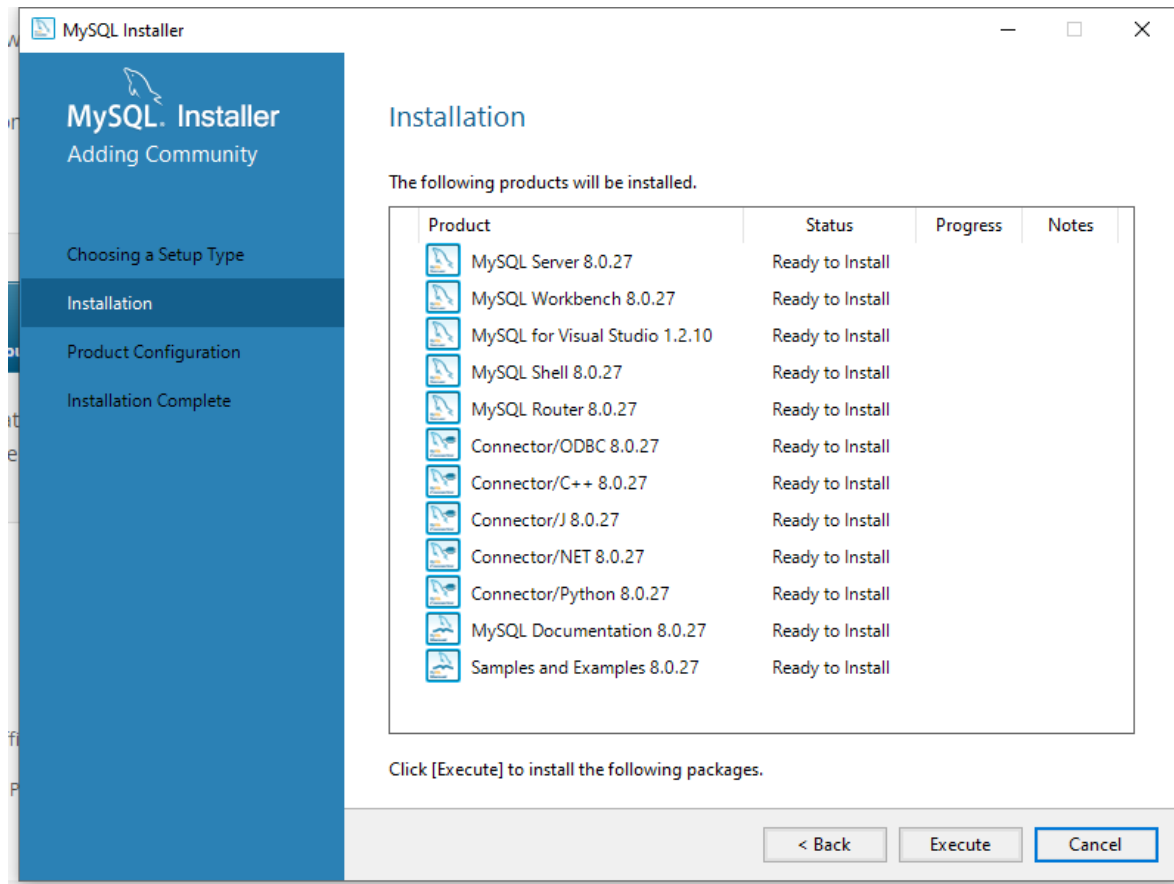 MySQL Installer
MySQL. Installer
Adding Community
Choosing a Setup Type
Installation
Product Configuration
Installation Complete
Installation
The following products will be installed.
Product Status Progress Notes
MySQL Server 8.0.27 Ready to Install
MySQL Workbench 8.0.27 Ready to Install
MySQL for Visual Studio 1.2.10 Ready to Install
MySQL Shell 8.0.27 Ready to Install
MySQL Router 8.0.27 Ready to Install
Connector/ODBC 8.0.27 Ready to Install
Connector/C++ 8.0.27 Ready to Install
Connector/J 8.0.27 Ready to Install
Connector/NET 8.0.27 Ready to Install
Connector/Python 8.0.27 Ready to Install
MySQL Documentation 8.0.27 Ready to Install
Samples and Examples 8.0.27 Ready to Install
Click [Execute] to install the following packages.
< Back Execute Cancel